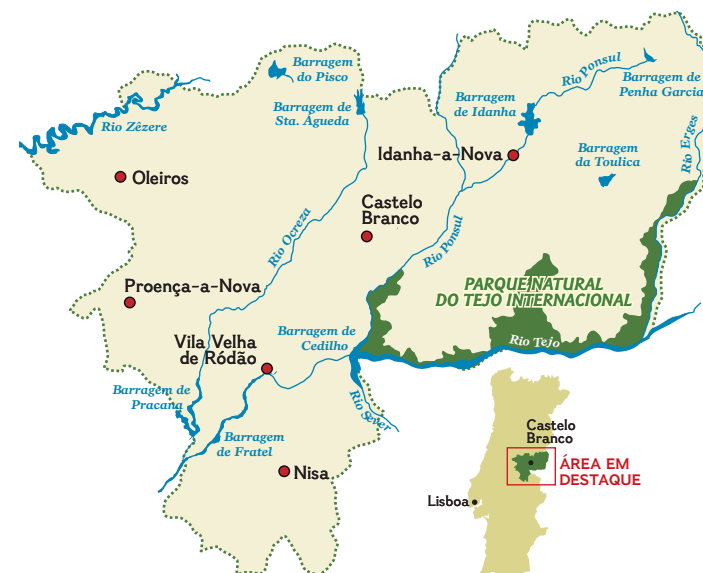 Barragem
do Pisco
Rio Ponsul
Barragem de
Penha Garcia
Barragem de
Sta. Águeda
Barragem
de Idanha
Rio Zêzere
Rio Erges
Idanha-a-Nova
Barragem
da Toulica
Oleiros
Castelo
Branco
Rio Ocreza
Rio Ponsul
Proença-a-Nova
PARQUE NATURAL
DO TEJO INTERNACIONAL
Vila Velha
de Ródão
Barragem de
Cedilho
Rio Tejo
Barragem de
Pracana
Rio Sever
Barragem
de Fratel
Nisa
Castelo
Branco
ÁREA EM
DESTAQUE
Lisboa